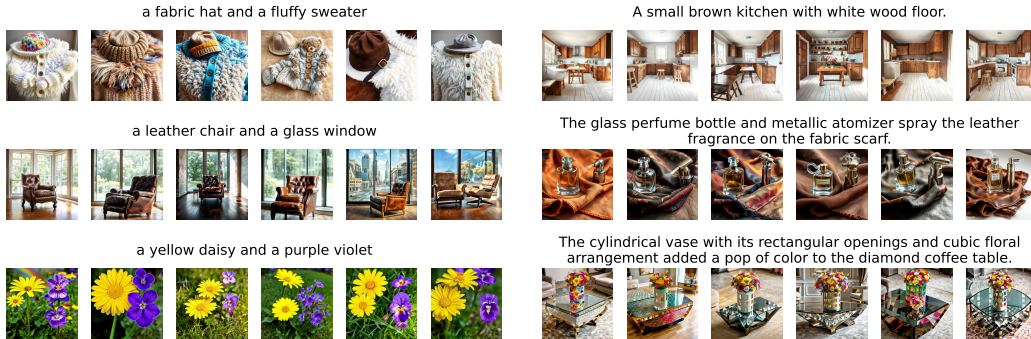 a fabric hat and a fluffy sweater
A small brown kitchen with white wood floor.
a leather chair and a glass window
The glass perfume bottle and metallic atomizer spray the leather
fragrance on the fabric scarf.
a yellow daisy and a purple violet
The cylindrical vase with its rectangular openings and cubic floral
arrangement added a pop of color to the diamond coffee table.